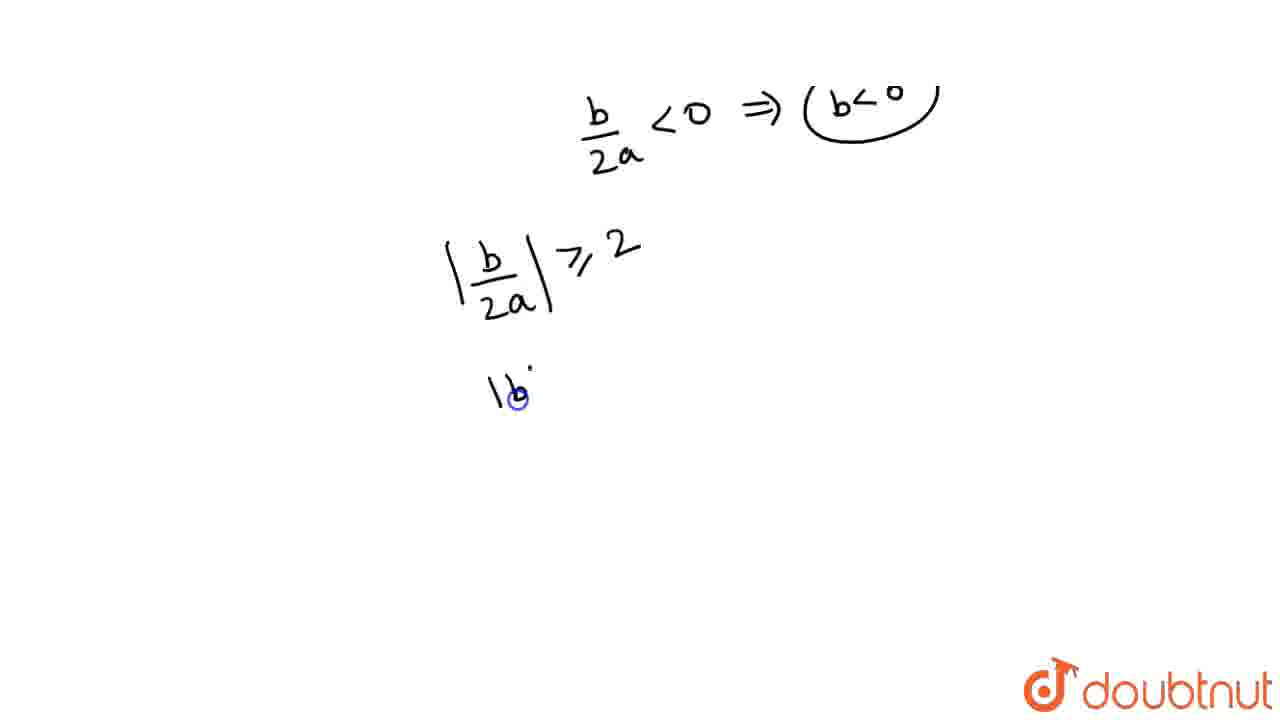 b/2a < 0 ⇒ b < 0
|b/2a| ⩾ 2
|b
doubtnut